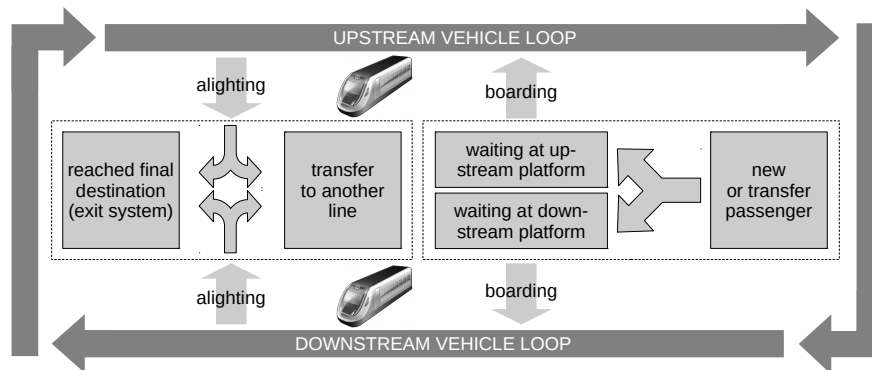 UPSTREAM VEHICLE LOOP
alighting
boarding
reached final
destination
(exit system)
transfer
to another
line
waiting at up-
stream platform
waiting at down-
stream platform
new
or transfer
passenger
alighting
boarding
DOWNSTREAM VEHICLE LOOP